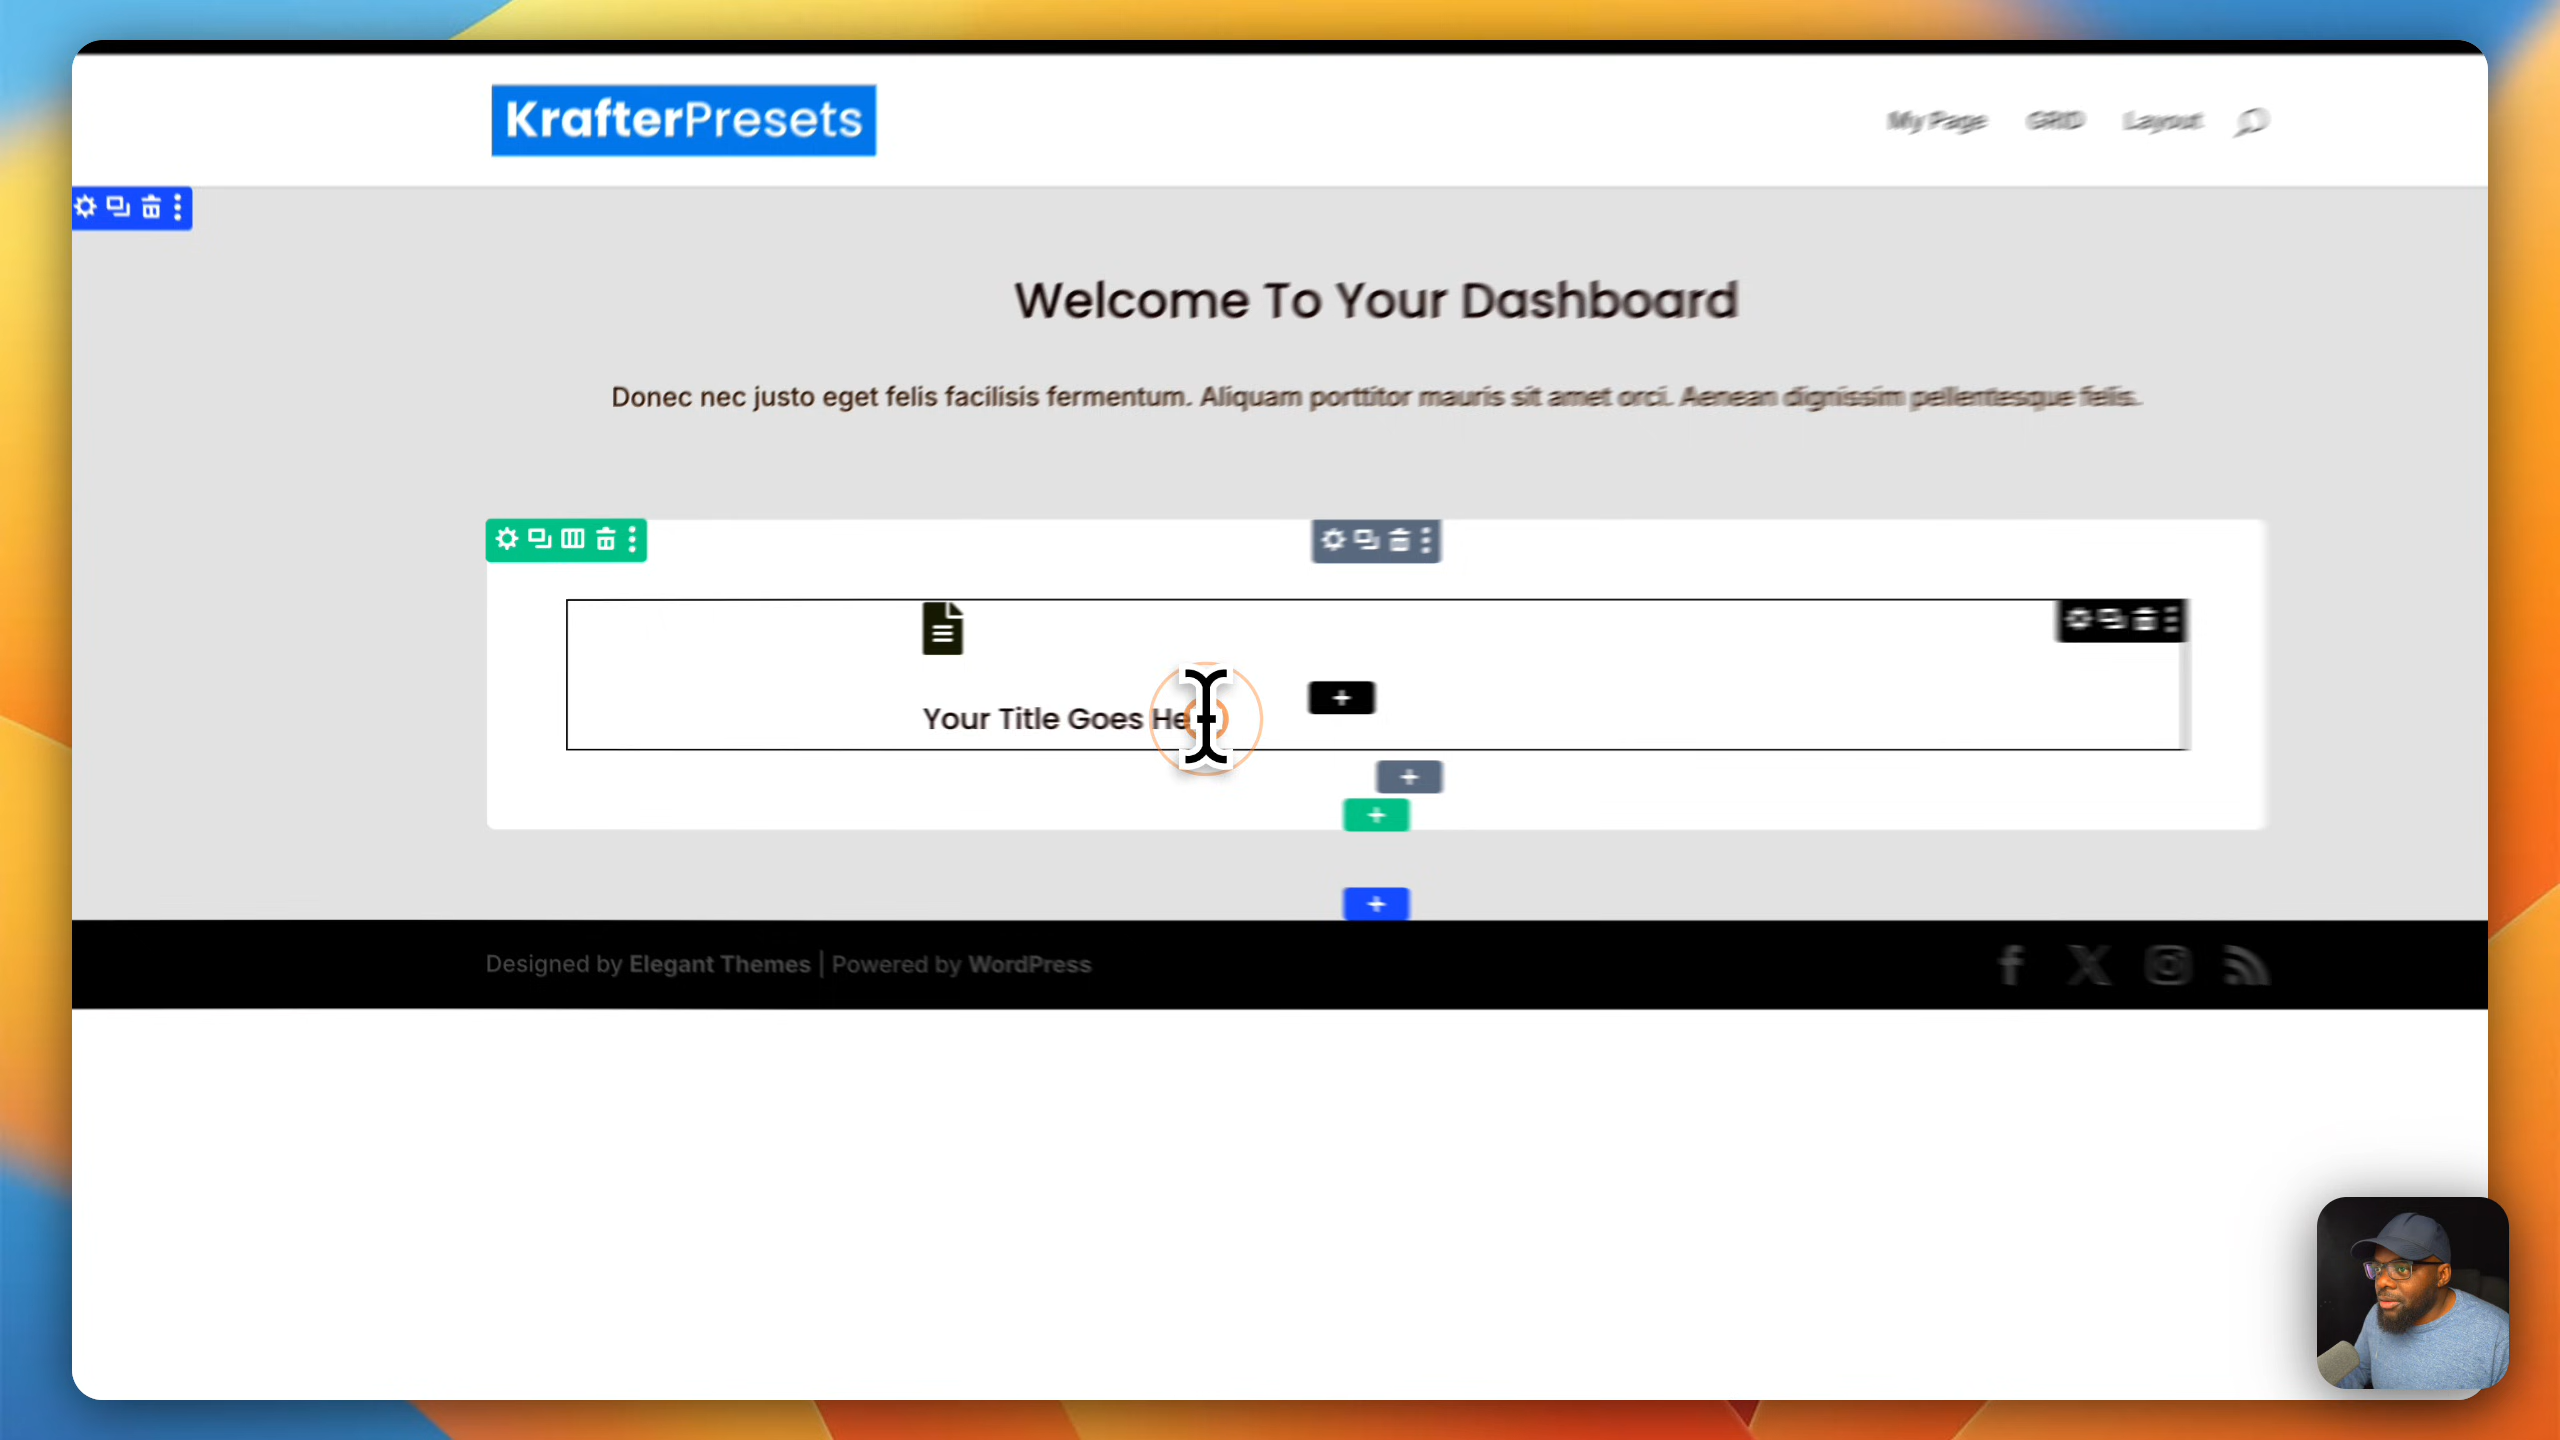 KrafterPresets
My Page GRID Layout
Welcome To Your Dashboard
Donec nec justo eget felis facilisis fermentum. Aliquam porttitor mauris sit amet orci. Aenean dignissim pellentesque felis.
Your Title Goes He
Designed by Elegant Themes | Powered by WordPress